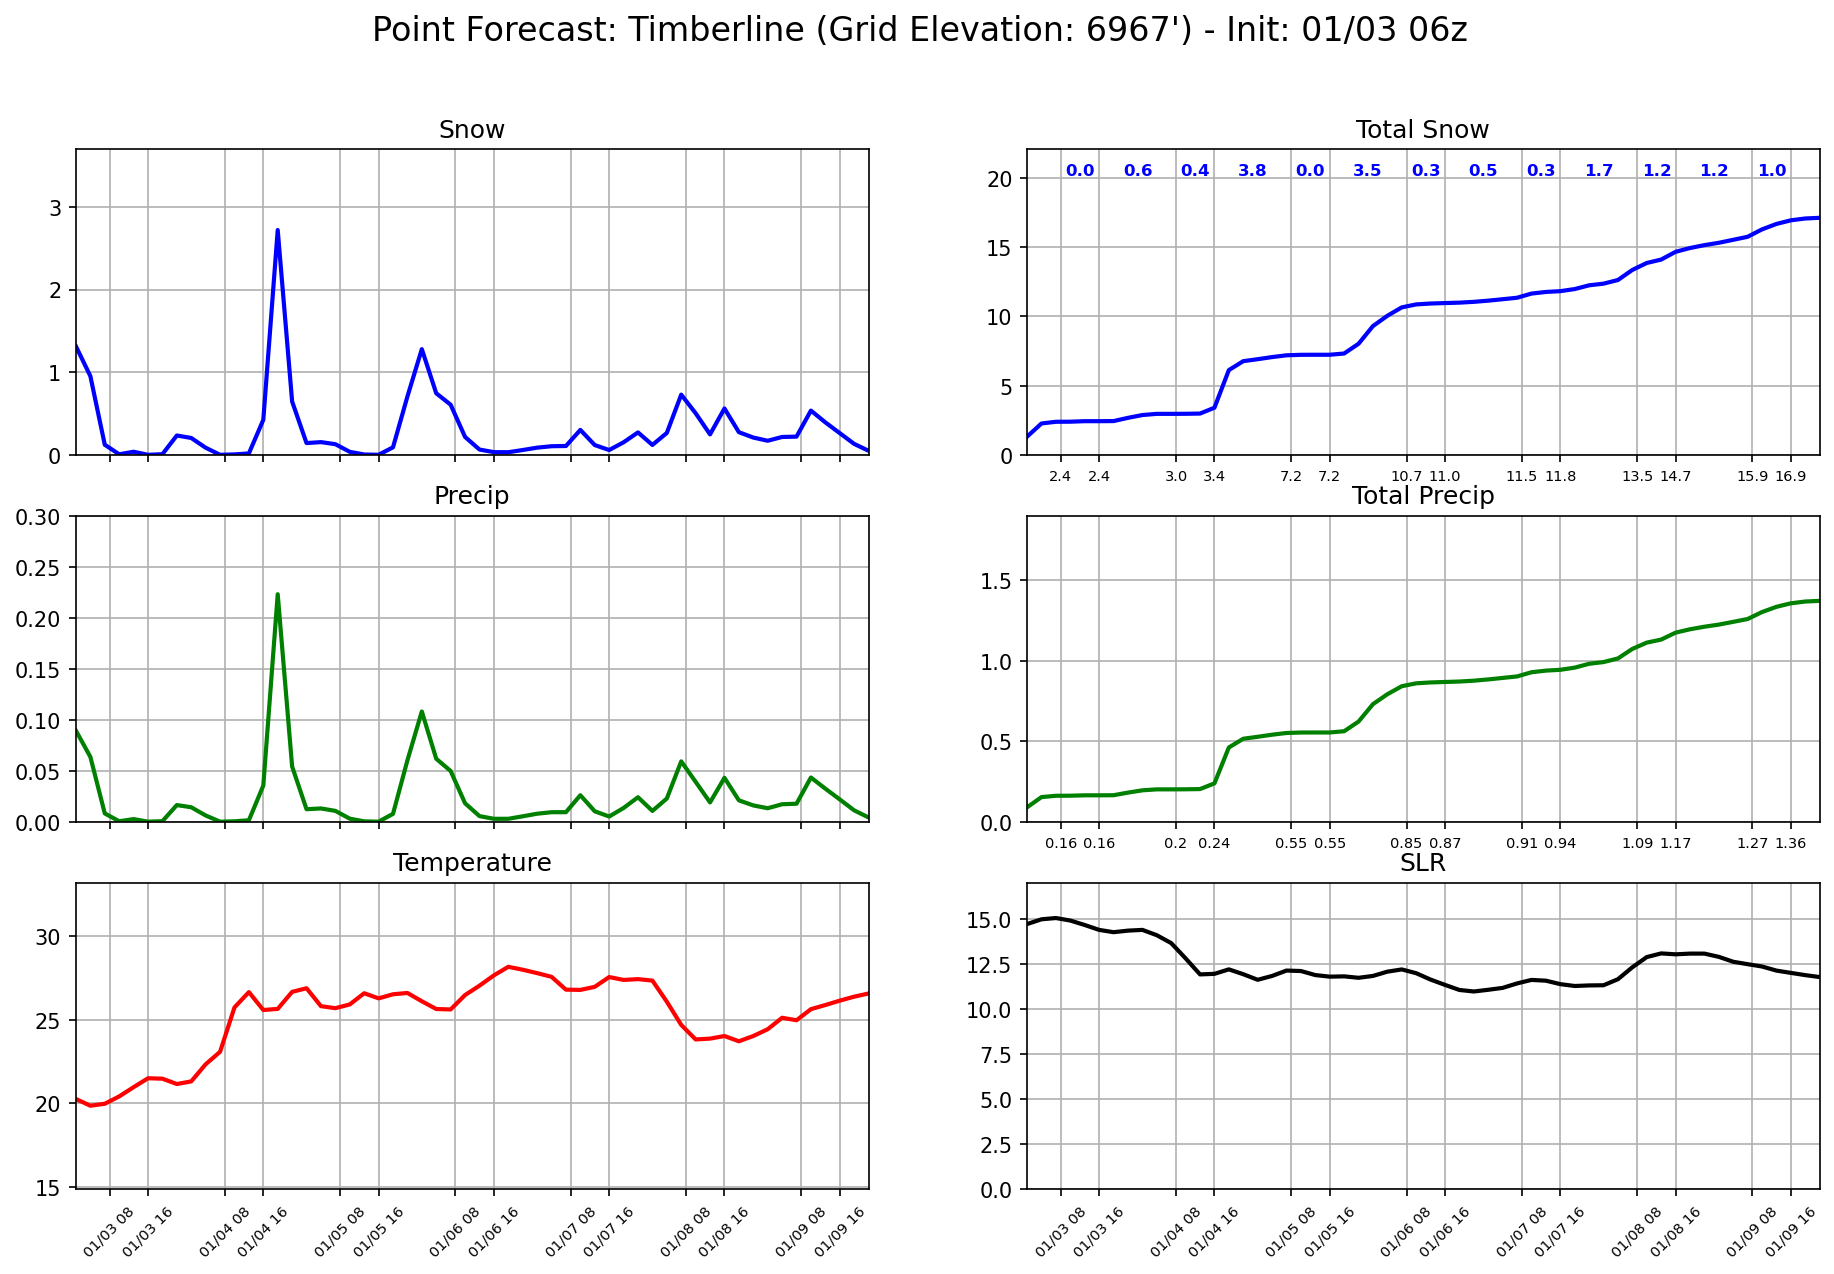 Point Forecast: Timberline (Grid Elevation: 6967') - Init: 01/03 06z
Snow
3
2
1
0
Total Snow
0.0 0.6 0.4 3.8 0.0 3.5 0.3 0.5 0.3 1.7 1.2 1.2 1.0
20
15
10
5
0
2.4 2.4 3.0 3.4 7.2 7.2 10.7 11.0 11.5 11.8 13.5 14.7 15.9 16.9
Precip
0.30
0.25
0.20
0.15
0.10
0.05
0.00
Total Precip
1.5
1.0
0.5
0.0
0.16 0.16 0.2 0.24 0.55 0.55 0.85 0.87 0.91 0.94 1.09 1.17 1.27 1.36
Temperature
30
25
20
15
01/03 08 01/03 16 01/04 08 01/04 16 01/05 08 01/05 16 01/06 08 01/06 16 01/07 08 01/07 16 01/08 08 01/08 16 01/09 08 01/09 16
SLR
15.0
12.5
10.0
7.5
5.0
2.5
0.0
01/03 08 01/03 16 01/04 08 01/04 16 01/05 08 01/05 16 01/06 08 01/06 16 01/07 08 01/07 16 01/08 08 01/08 16 01/09 08 01/09 16